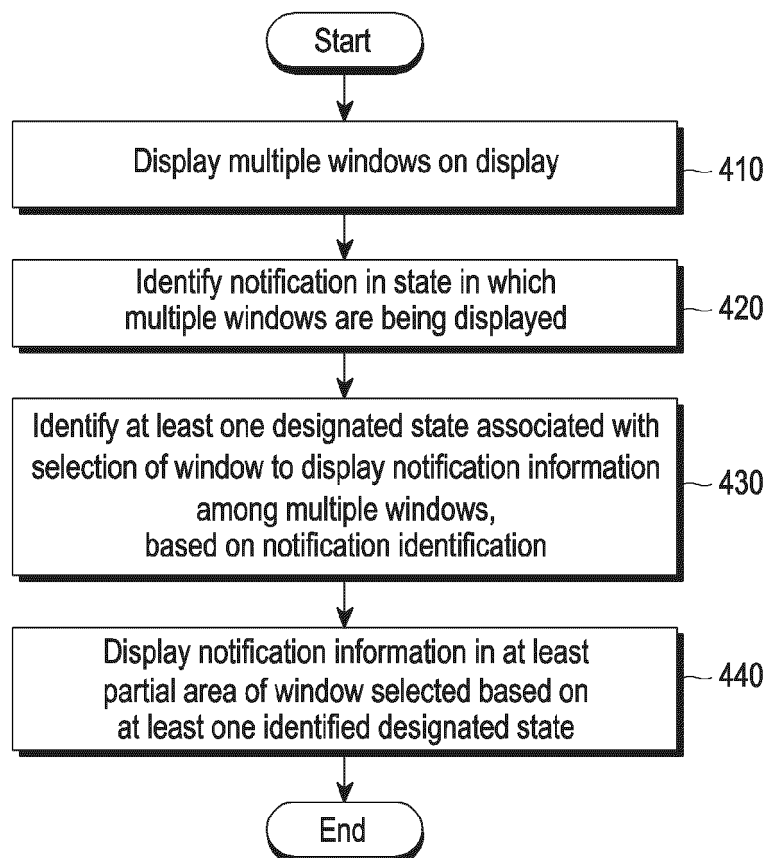 Start
Display multiple windows on display
410
Identify notification in state in which
multiple windows are being displayed
420
Identify at least one designated state associated with
selection of window to display notification information
among multiple windows,
based on notification identification
430
Display notification information in at least
partial area of window selected based on
at least one identified designated state
440
End